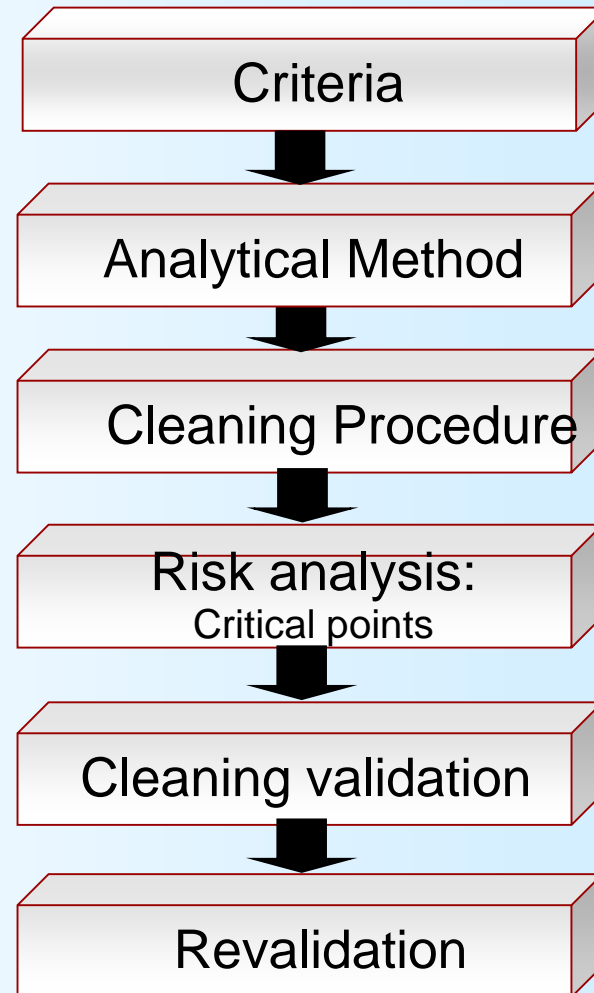 Criteria
Analytical Method
Cleaning Procedure
Risk analysis:
Critical points
Cleaning validation
Revalidation